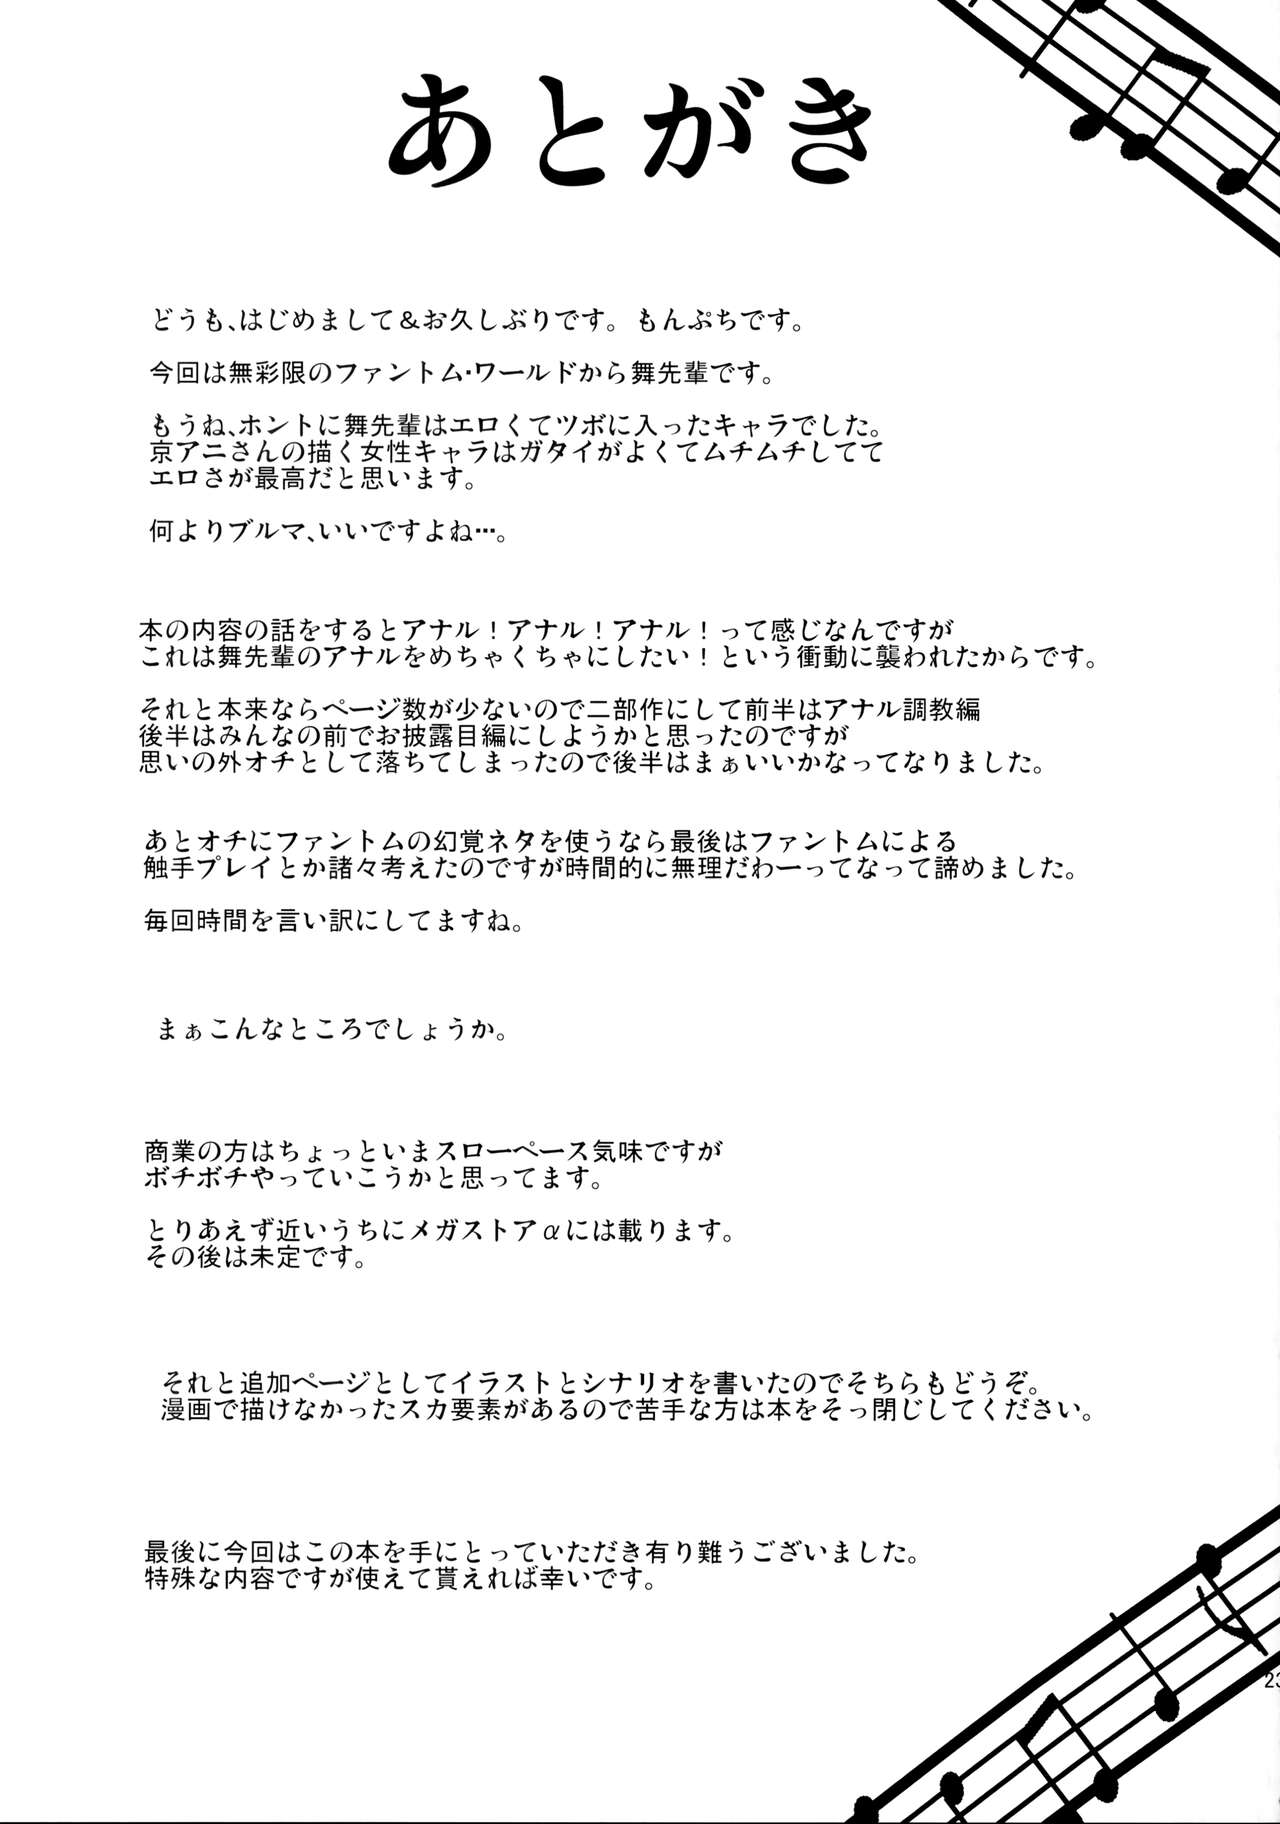 あとがき
どうも、はじめまして＆お久しぶりです。もんぷちです。
今回は無彩限のファントム・ワールドから舞先輩です。
もうね、ホントに舞先輩はエロくてツボに入ったキャラでした。
京アニさんの描く女性キャラはガタイがよくてムチムチしてて
エロさが最高だと思います。
何よりブルマ、いいですよね…。
本の内容の話をするとアナル！アナル！アナル！って感じなんですが
これは舞先輩のアナルをめちゃくちゃにしたい！という衝動に襲われたからです。
それと本来ならページ数が少ないので二部作にして前半はアナル調教編
後半はみんなの前でお披露目編にしようかと思ったのですが
思いの外オチとして落ちてしまったので後半はまぁいいかなってなりました。
あとオチにファントムの幻覚ネタを使うなら最後はファントムによる
触手プレイとか諸々考えたのですが時間的に無理だわーってなって諦めました。
毎回時間を言い訳にしてますね。
まぁこんなところでしょうか。
商業の方はちょっといまスローペース気味ですが
ボチボチやっていこうかと思ってます。
とりあえず近いうちにメガストアαには載ります。
その後は未定です。
それと追加ページとしてイラストとシナリオを書いたのでそちらもどうぞ。
漫画で描けなかったスカ要素があるので苦手な方は本をそっ閉じしてください。
最後に今回はこの本を手にとっていただき有り難うございました。
特殊な内容ですが使えて貰えれば幸いです。
23